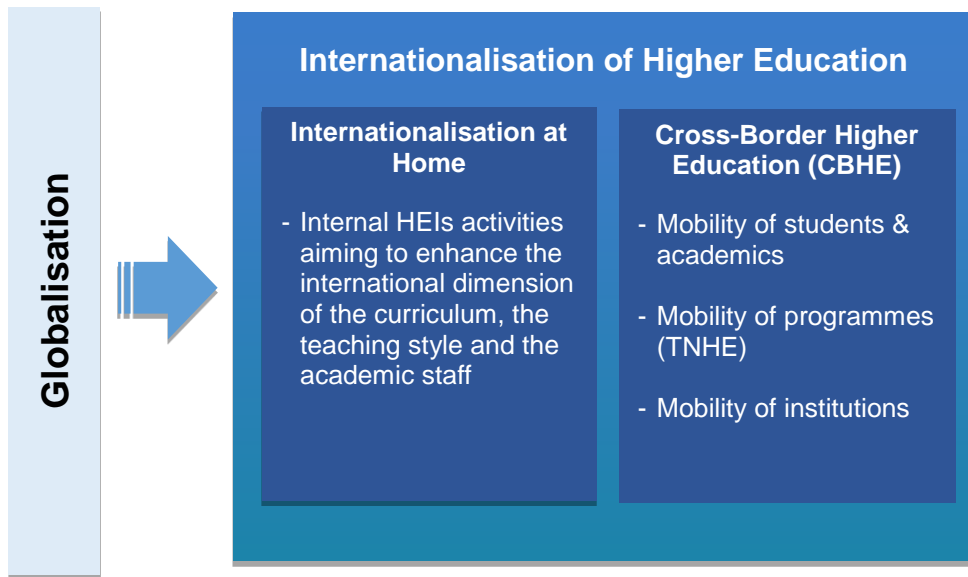 Globalisation
Internationalisation of Higher Education
Internationalisation at
Home
- Internal HEIs activities
aiming to enhance the
international dimension
of the curriculum, the
teaching style and the
academic staff
Cross-Border Higher
Education (CBHE)
- Mobility of students &
academics
- Mobility of programmes
(TNHE)
- Mobility of institutions